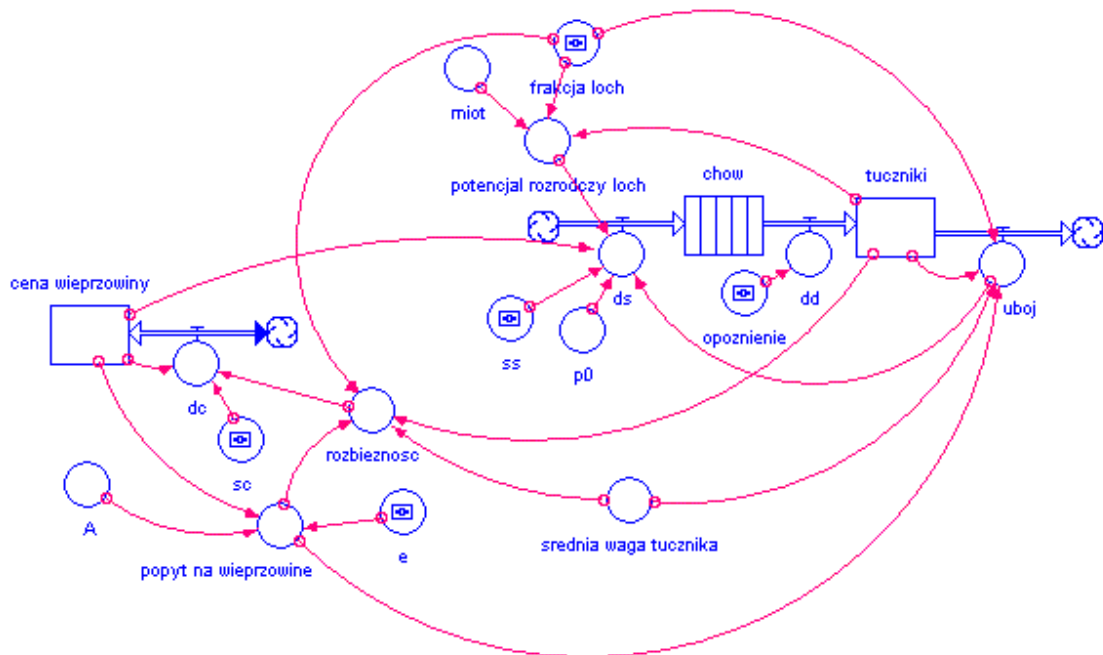 frakcja loch
miot
potencjal rozrodczy loch
chow
tuczniki
cena wieprzowiny
ds
dd
uboj
opoznienie
ss
p0
dc
rozbieznosc
sc
A
e
srednia waga tucznika
popyt na wieprzowine